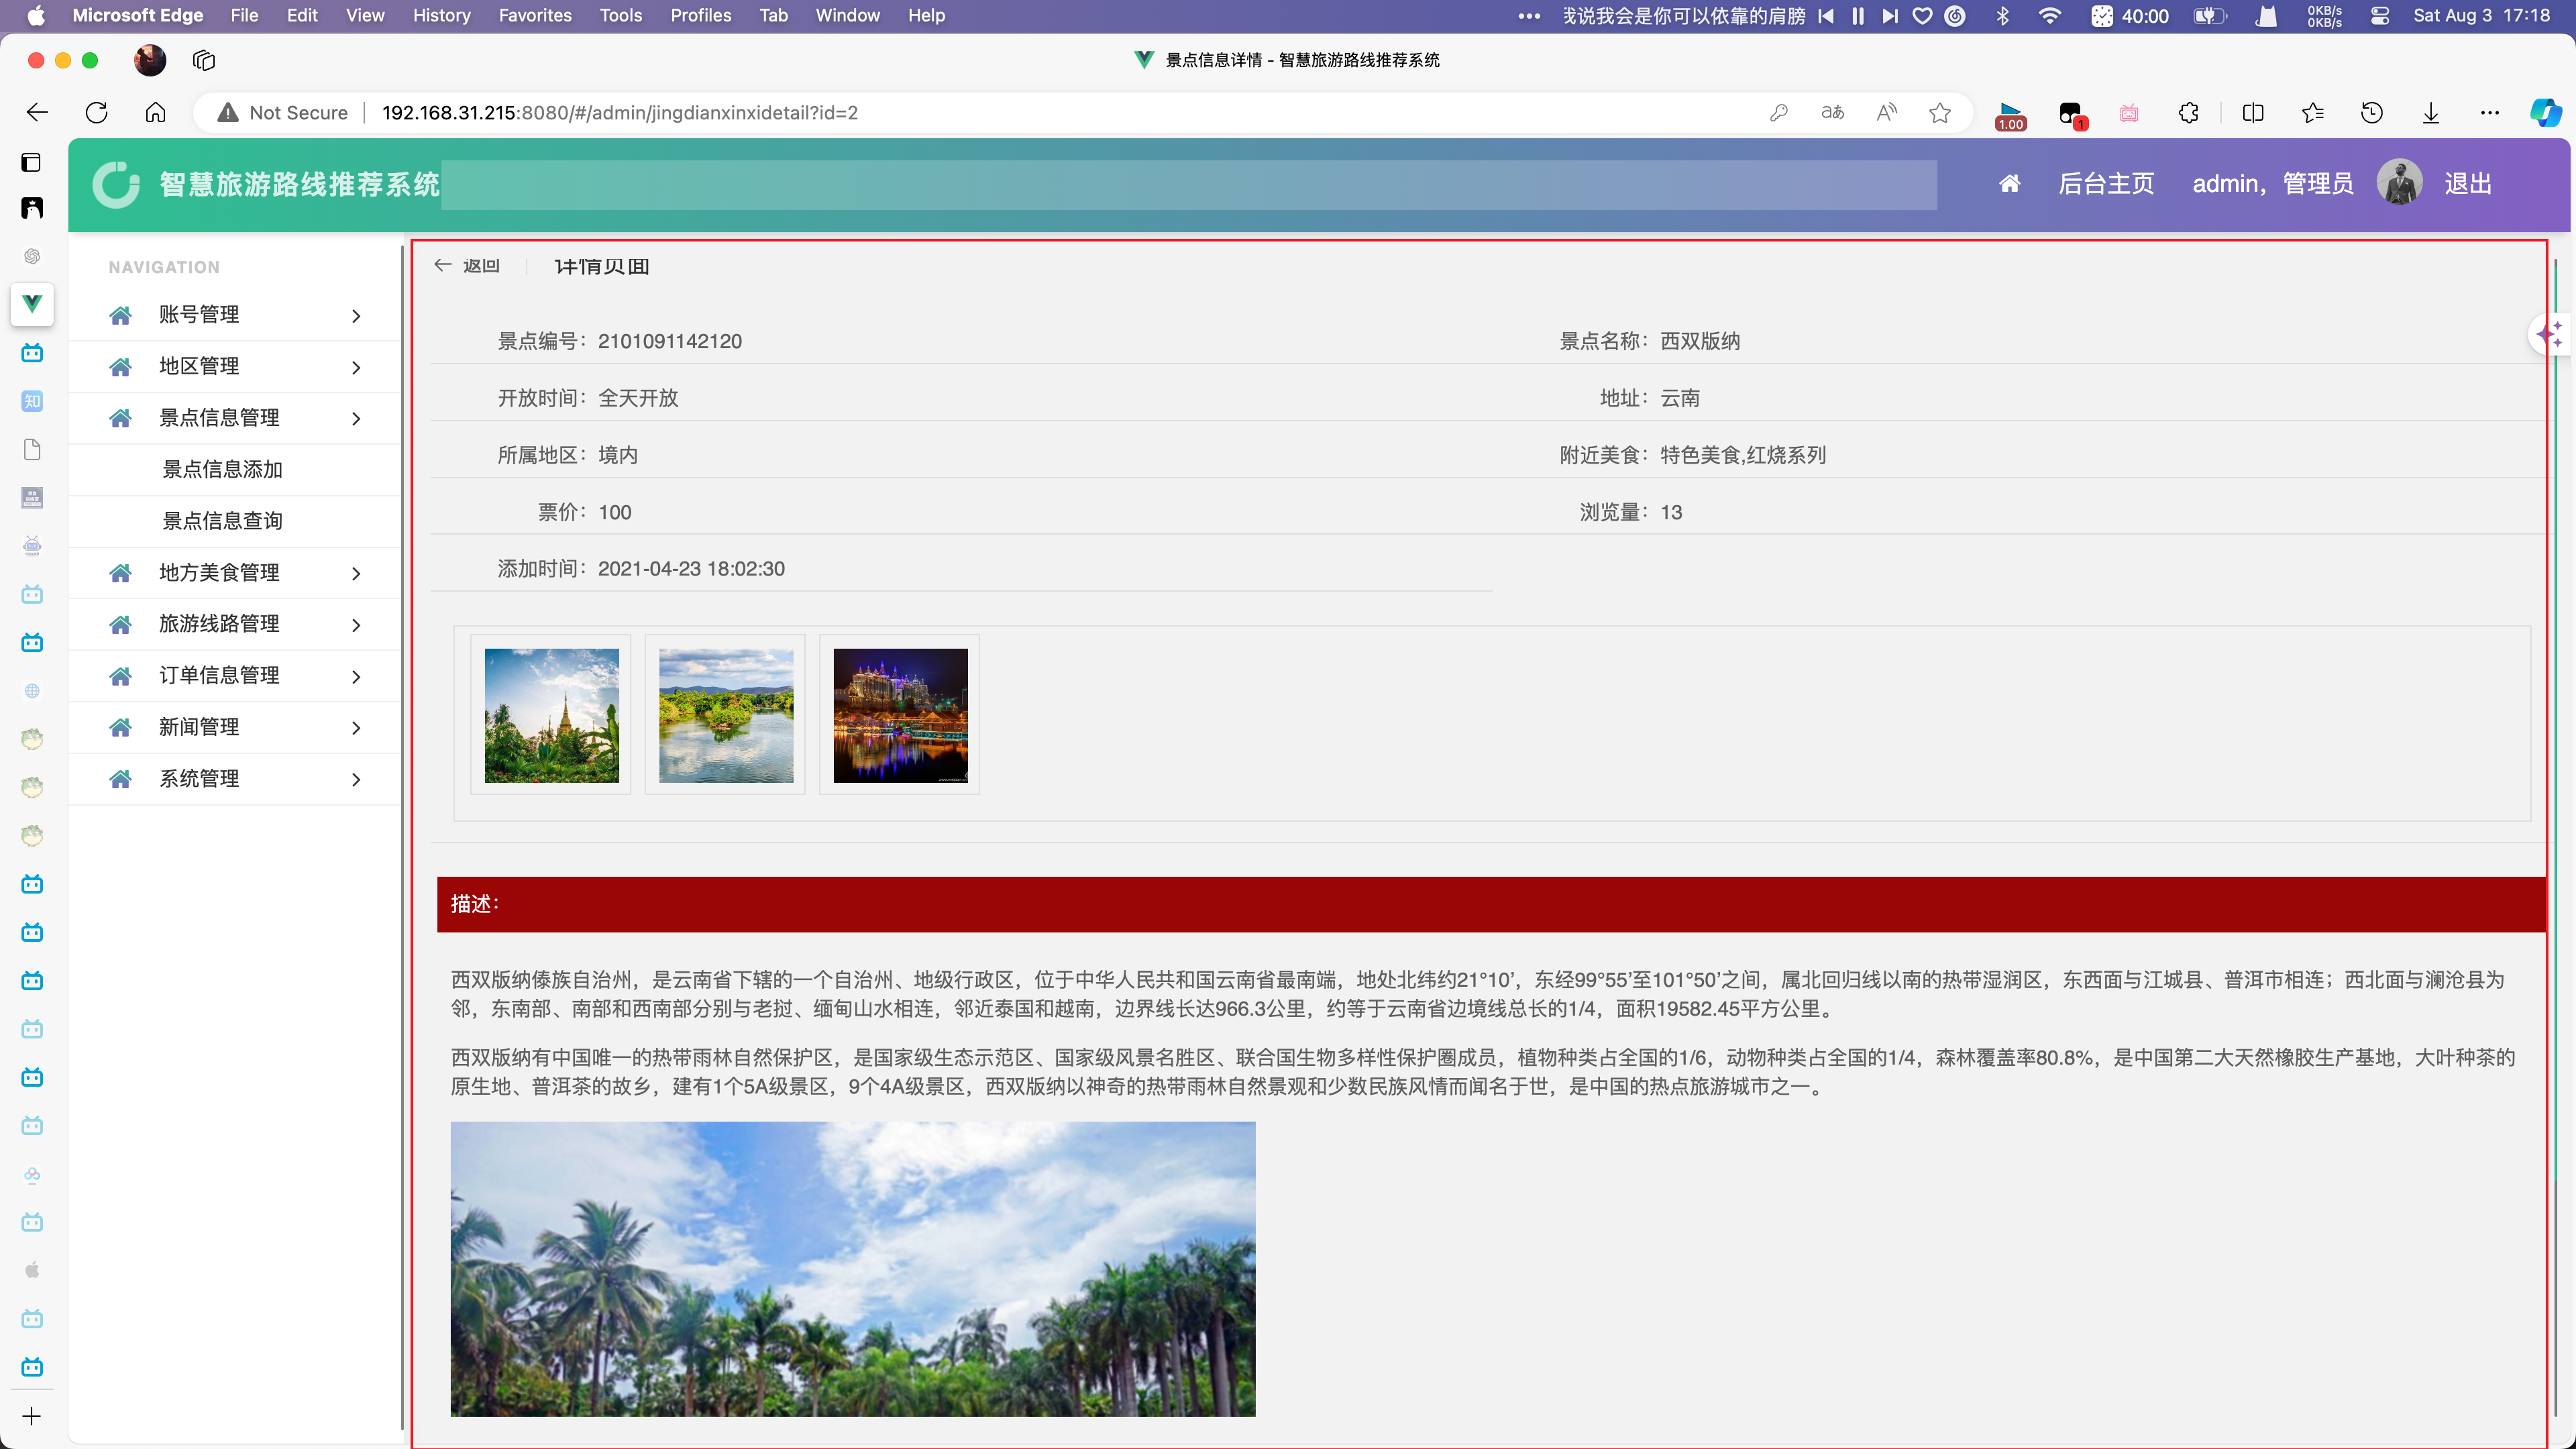 Microsoft Edge File Edit View History Favorites Tools Profiles Tab Window Help
说我会是你可以依靠的肩膀 40:00 0KB/s 0KB/s Sat Aug 3 17:18
景点信息详情 - 智慧旅游路线推荐系统
Not Secure 192.168.31.215:8080/#/admin/jingdianxinxidetail?id=2
1.00 1
知
智慧旅游路线推荐系统
后台主页 admin，管理员 退出
NAVIGATION
账号管理
地区管理
景点信息管理
景点信息添加
景点信息查询
地方美食管理
旅游线路管理
订单信息管理
新闻管理
系统管理
返回 详情页面
景点编号：2101091142120 景点名称：西双版纳
开放时间：全天开放 地址：云南
所属地区：境内 附近美食：特色美食,红烧系列
票价：100 浏览量：13
添加时间：2021-04-23 18:02:30
描述：
西双版纳傣族自治州，是云南省下辖的一个自治州、地级行政区，位于中华人民共和国云南省最南端，地处北纬约21°10’，东经99°55’至101°50’之间，属北回归线以南的热带湿润区，东西面与江城县、普洱市相连；西北面与澜沧县为
邻，东南部、南部和西南部分别与老挝、缅甸山水相连，邻近泰国和越南，边界线长达966.3公里，约等于云南省边境线总长的1/4，面积19582.45平方公里。
西双版纳有中国唯一的热带雨林自然保护区，是国家级生态示范区、国家级风景名胜区、联合国生物多样性保护圈成员，植物种类占全国的1/6，动物种类占全国的1/4，森林覆盖率80.8%，是中国第二大天然橡胶生产基地，大叶种茶的
原生地、普洱茶的故乡，建有1个5A级景区，9个4A级景区，西双版纳以神奇的热带雨林自然景观和少数民族风情而闻名于世，是中国的热点旅游城市之一。